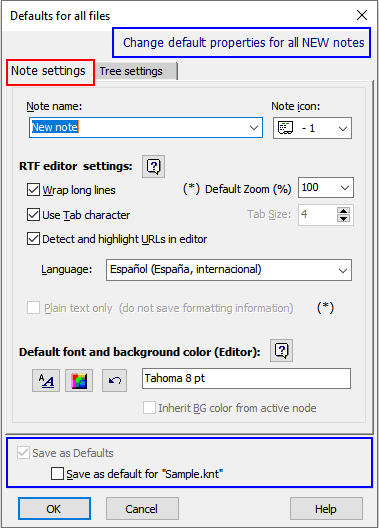 Defaults for all files
Change default properties for all NEW notes
Note settings Tree settings
Note name: Note icon:
New note - 1
RTF editor settings:
Wrap long lines (*) Default Zoom (%) 100
Use Tab character Tab Size: 4
Detect and highlight URLs in editor
Language: Español (España, internacional)
Plain text only (do not save formatting information) (*)
Default font and background color (Editor):
AA Tahoma 8 pt
Inherit BG color from active node
Save as Defaults
Save as default for "Sample.knt"
OK Cancel Help